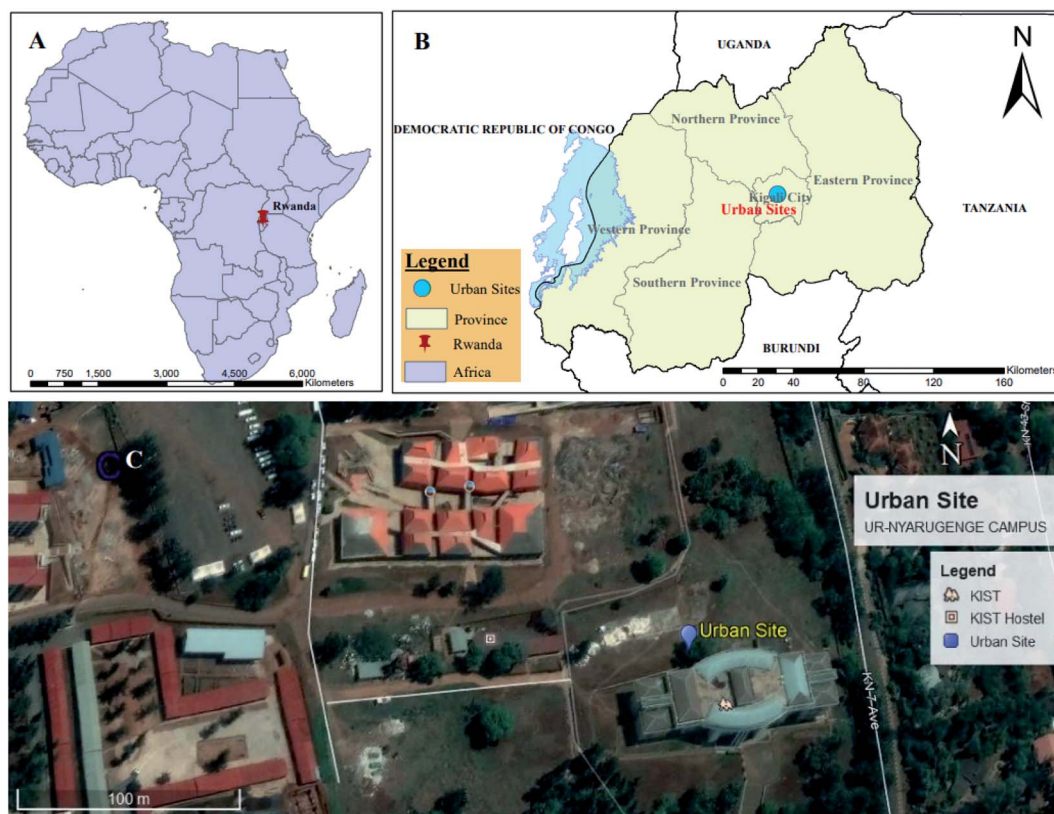 A
Rwanda
0 750 1,500 3,000 4,500 6,000
Kilometers
B
UGANDA
N
DEMOCRATIC REPUBLIC OF CONGO
Northern Province
Eastern Province
Kigali City
Urban Sites
TANZANIA
Western Province
Southern Province
BURUNDI
Legend
Urban Sites
Province
Rwanda
Africa
0 20 40 80 120 160
Kilometers
C
C
N
Urban Site
UR-NYARUGENGE CAMPUS
Legend
KIST
KIST Hostel
Urban Site
Urban Site
KN 7 Ave
100 m